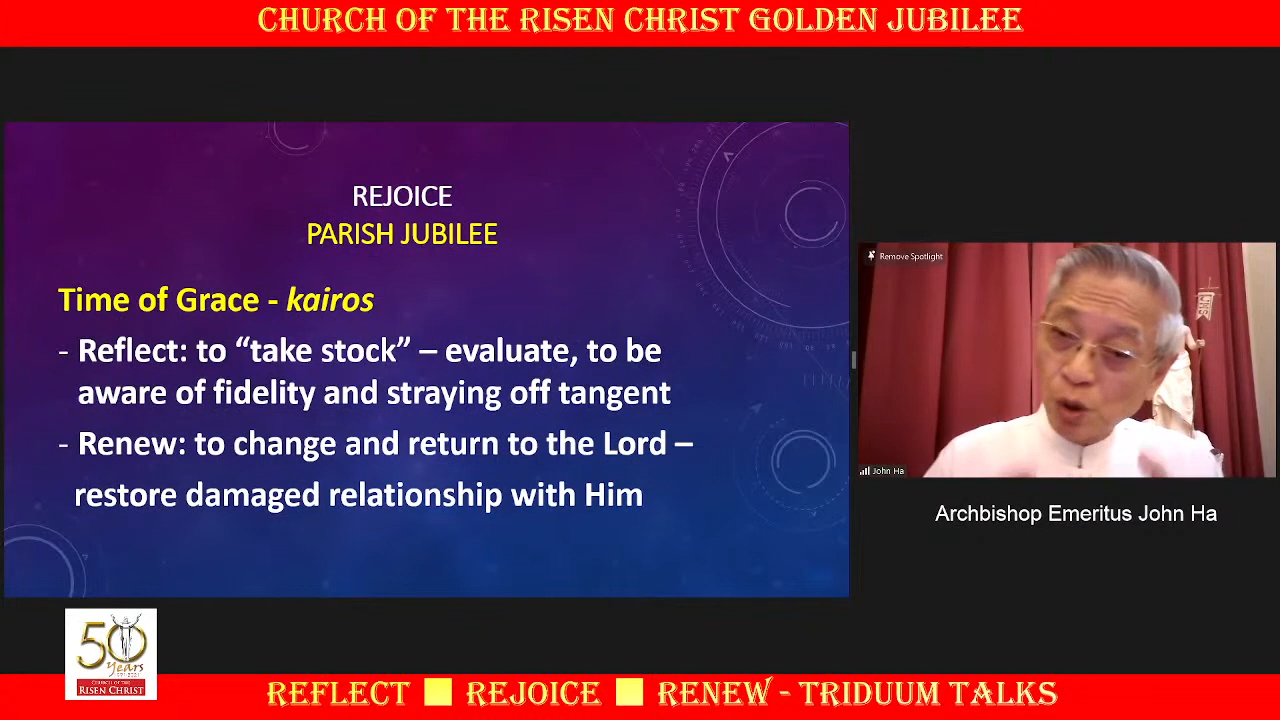 CHURCH OF THE RISEN CHRIST GOLDEN JUBILEE
REJOICE
PARISH JUBILEE
Time of Grace - kairos
- Reflect: to “take stock” – evaluate, to be
aware of fidelity and straying off tangent
- Renew: to change and return to the Lord –
restore damaged relationship with Him
Remove Spotlight
John Ha
Archbishop Emeritus John Ha
50
Years
CHURCH OF THE
RISEN CHRIST
REFLECT REJOICE RENEW - TRIDUUM TALKS